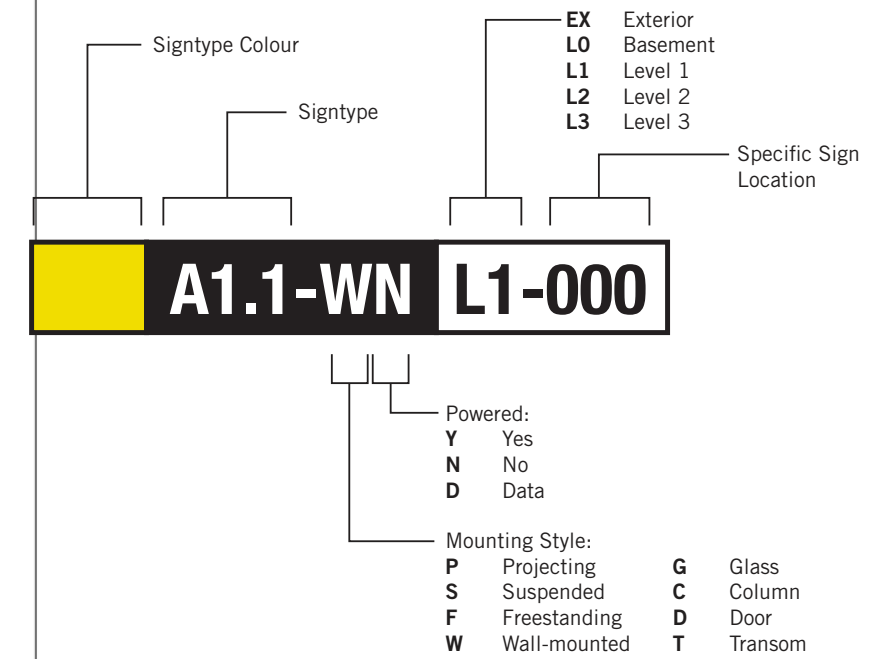 EX Exterior
Signtype Colour
L0 Basement
L1 Level 1
L2 Level 2
Signtype
L3 Level 3
Specific Sign
Location
A1.1-WN L1-000
Powered:
Y Yes
N No
D Data
Mounting Style:
P Projecting G Glass
S Suspended C Column
F Freestanding D Door
W Wall-mounted T Transom